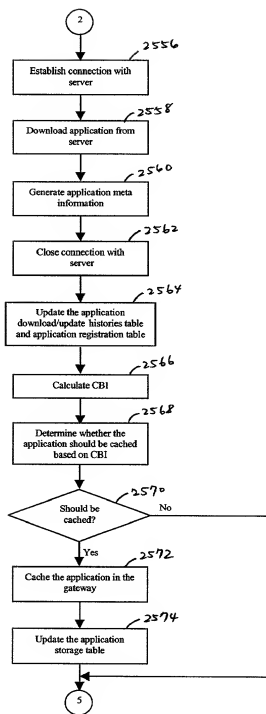 2
2556
Establish connection with
server
2558
Download application from
server
2560
Generate application meta
information
2562
Close connection with
server
2564
Update the application
download/update histories table
and application registration table
2566
Calculate CBI
2568
Determine whether the
application should be cached
based on CBI
2570
Should be
cached?
No
Yes
2572
Cache the application in the
gateway
2574
Update the application
storage table
5